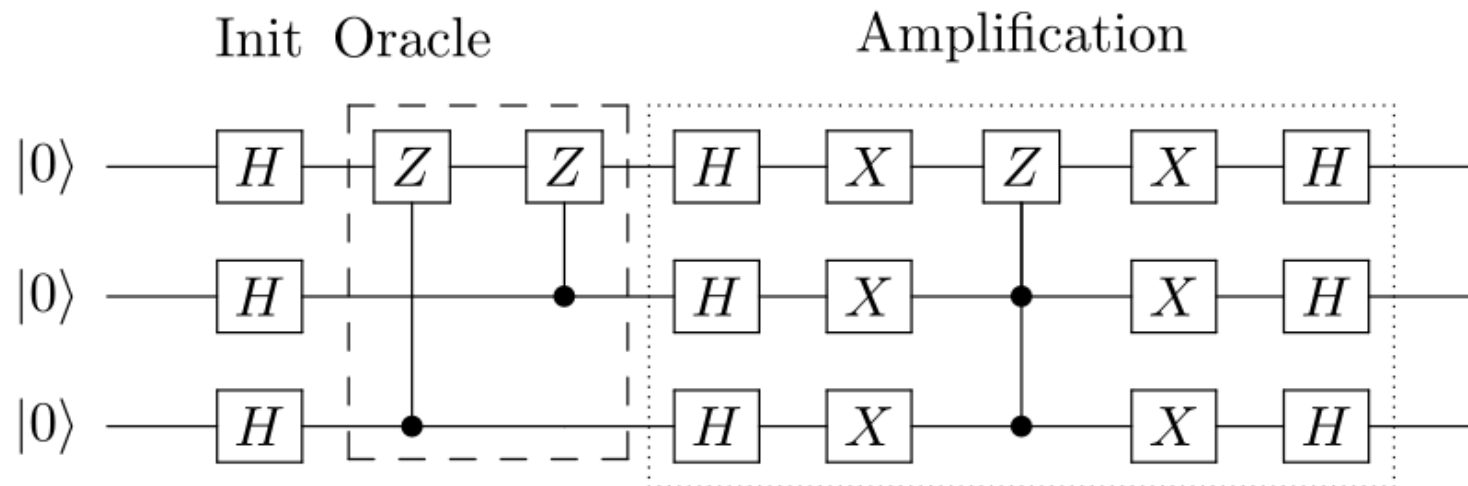 Init Oracle Amplification
|0⟩ H Z Z H X Z X H
|0⟩ H H X X H
|0⟩ H H X X H